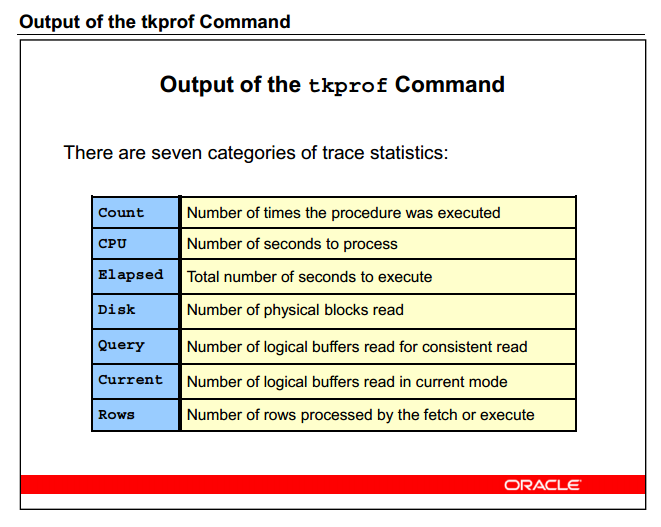 Output of the tkprof Command
Output of the tkprof Command
There are seven categories of trace statistics:
Count Number of times the procedure was executed
CPU Number of seconds to process
Elapsed Total number of seconds to execute
Disk Number of physical blocks read
Query Number of logical buffers read for consistent read
Current Number of logical buffers read in current mode
Rows Number of rows processed by the fetch or execute
ORACLE